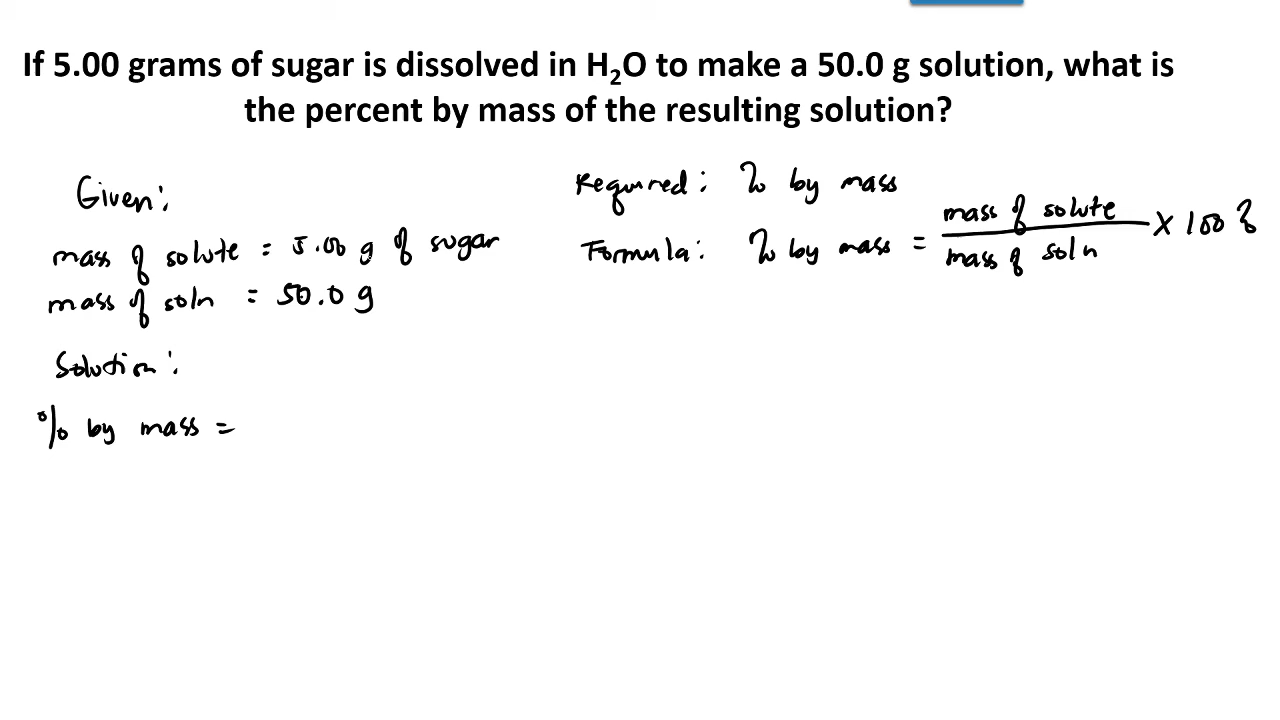 If 5.00 grams of sugar is dissolved in H₂O to make a 50.0 g solution, what is
the percent by mass of the resulting solution?
Given:
mass of solute = 5.00 g of sugar
mass of soln = 50.0 g
Required: % by mass
Formula: % by mass = mass of solute / mass of soln × 100 %
Solution:
% by mass =